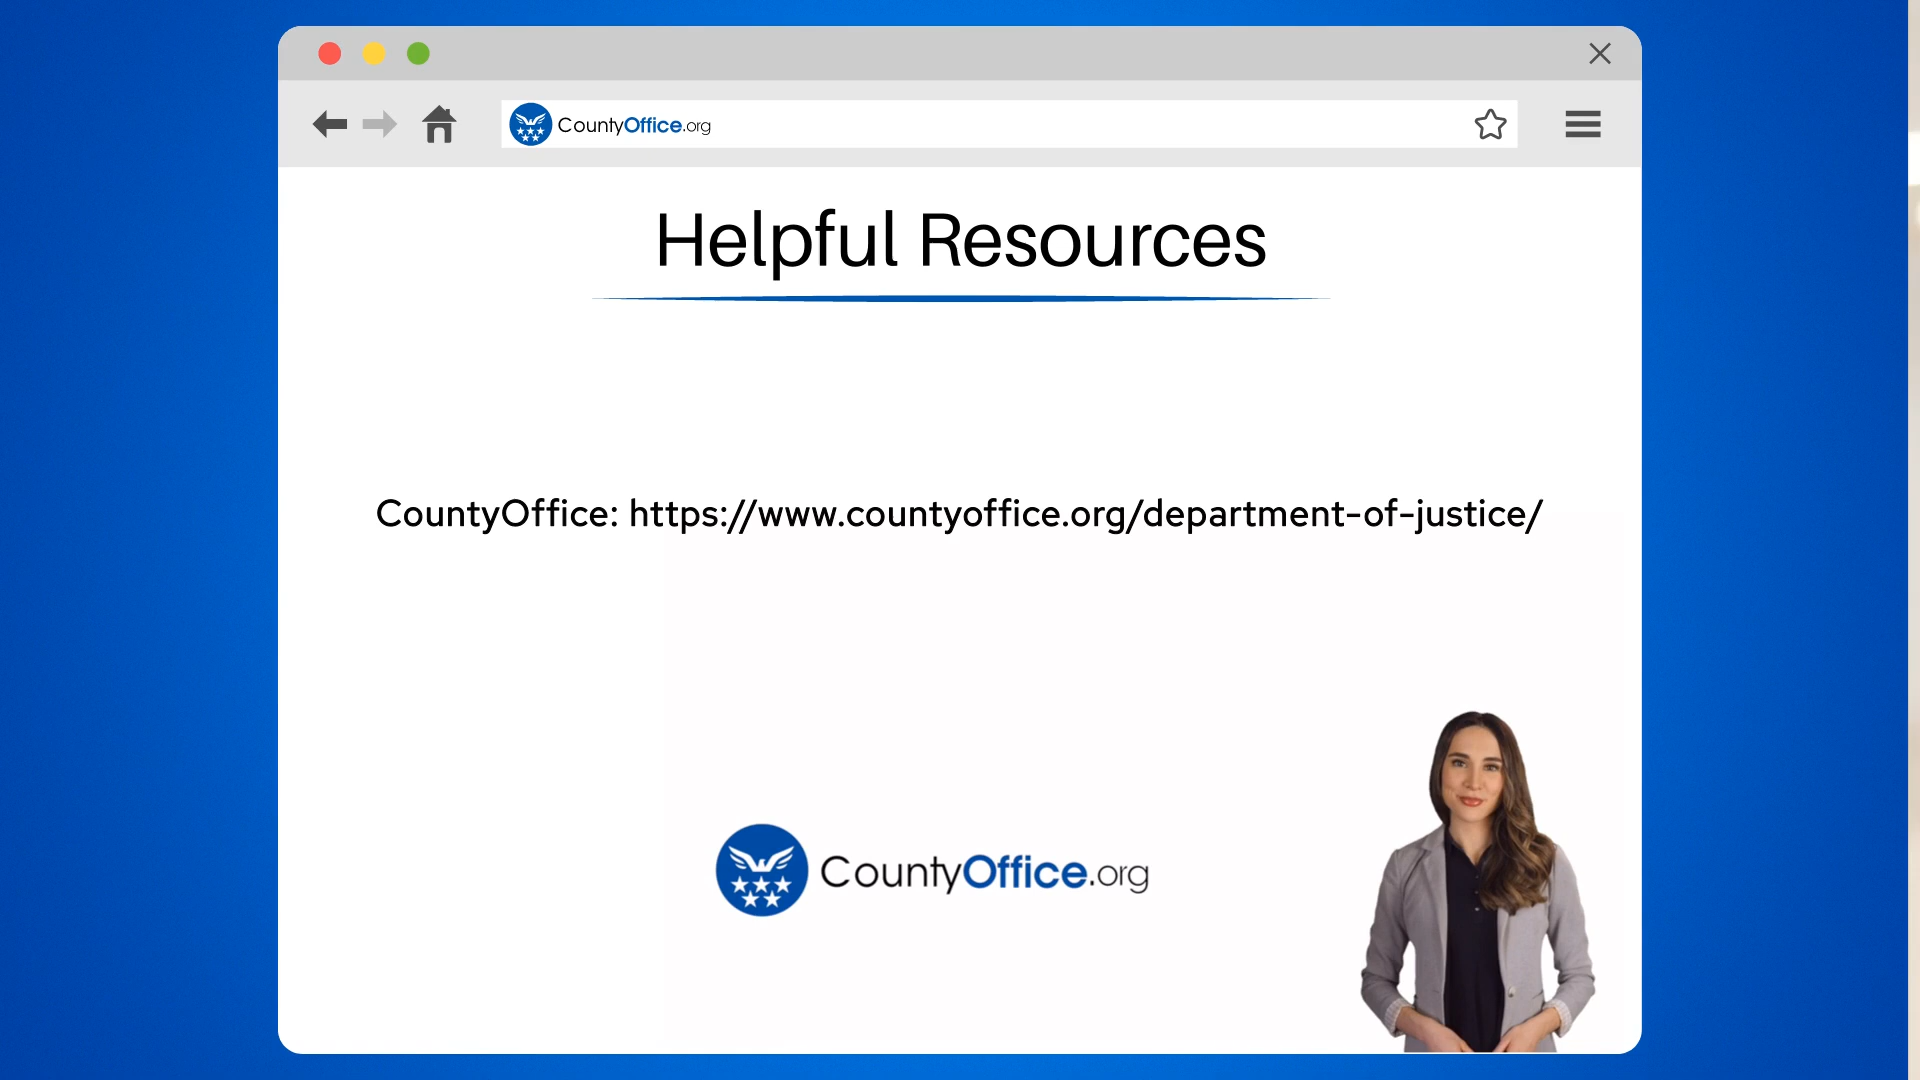 CountyOffice.org
Helpful Resources
CountyOffice: https://www.countyoffice.org/department-of-justice/
CountyOffice.org